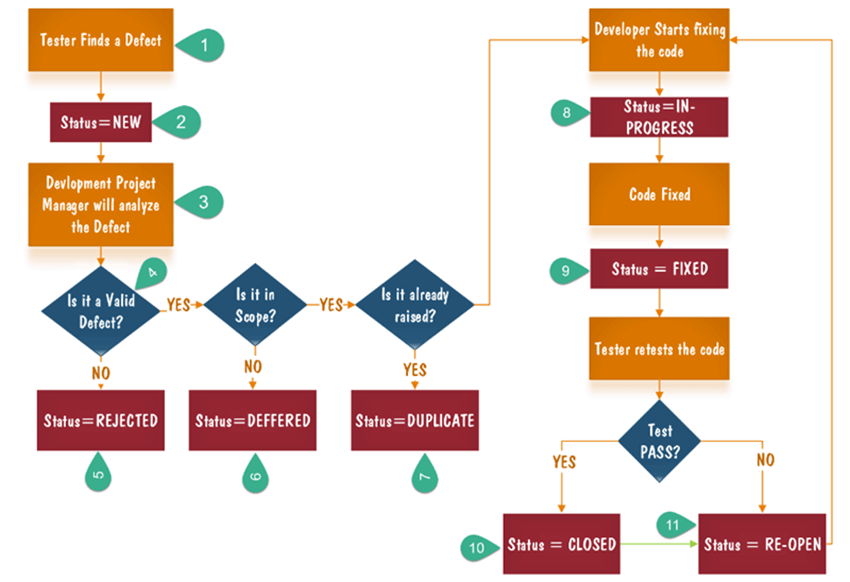 Tester Finds a Defect
1
Status=NEW
2
Devlopment Project
Manager will analyze
the Defect
3
4
Is it a Valid
Defect?
YES
NO
Status=REJECTED
5
Is it in
Scope?
YES
NO
Status=DEFFERED
6
Is it already
raised?
YES
Status=DUPLICATE
7
Developer Starts fixing
the code
8
Status=IN-
PROGRESS
Code Fixed
9
Status = FIXED
Tester retests the code
Test
PASS?
YES
NO
10
Status = CLOSED
11
Status = RE-OPEN